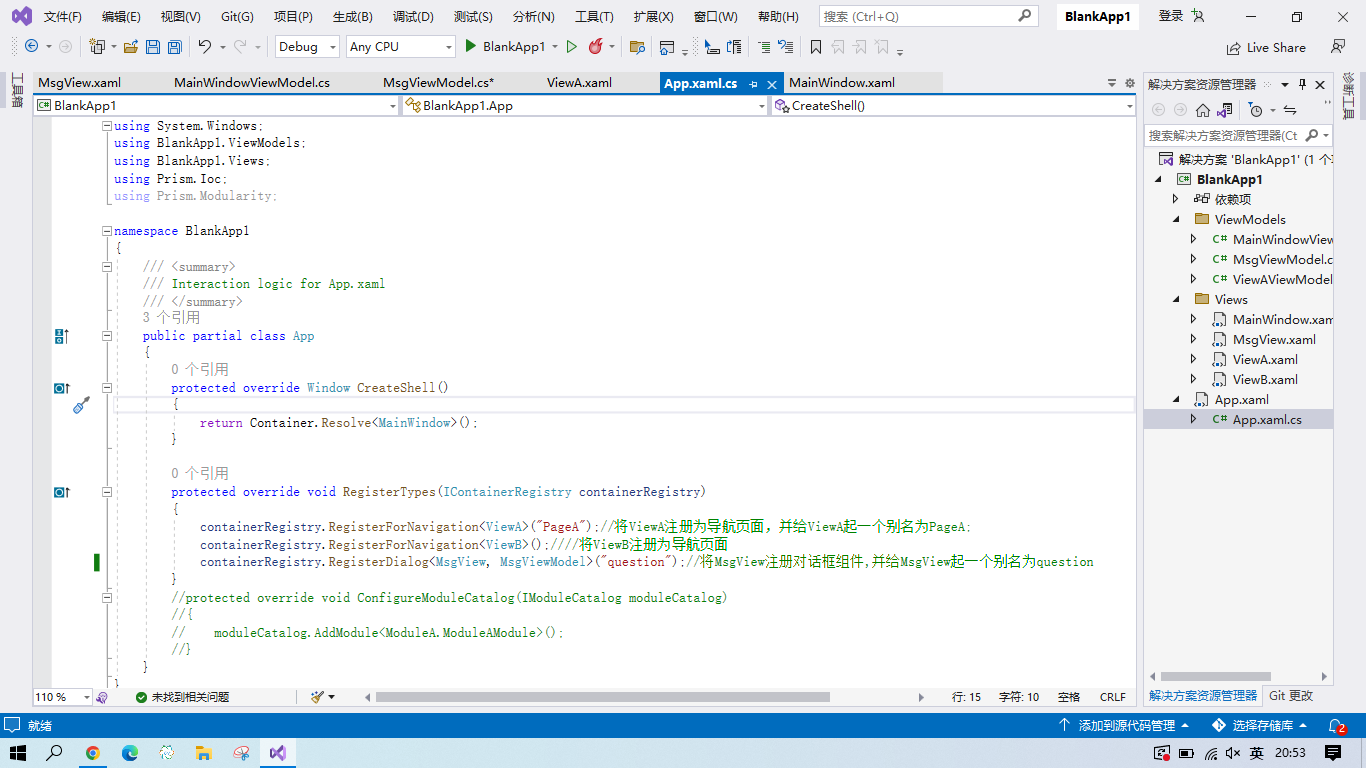 文件(F) 编辑(E) 视图(V) Git(G) 项目(P) 生成(B) 调试(D) 测试(S) 分析(N) 工具(T) 扩展(X) 窗口(W) 帮助(H) 搜索 (Ctrl+Q) BlankApp1 登录
Debug Any CPU BlankApp1 Live Share
工具箱
MsgView.xaml MainWindowViewModel.cs MsgViewModel.cs* ViewA.xaml App.xaml.cs MainWindow.xaml
BlankApp1 BlankApp1.App CreateShell()
using System.Windows;
using BlankApp1.ViewModels;
using BlankApp1.Views;
using Prism.Ioc;
using Prism.Modularity;
namespace BlankApp1
{
/// <summary>
/// Interaction logic for App.xaml
/// </summary>
3 个引用
public partial class App
{
0 个引用
protected override Window CreateShell()
{
return Container.Resolve<MainWindow>();
}
0 个引用
protected override void RegisterTypes(IContainerRegistry containerRegistry)
{
containerRegistry.RegisterForNavigation<ViewA>("PageA");//将ViewA注册为导航页面，并给ViewA起一个别名为PageA;
containerRegistry.RegisterForNavigation<ViewB>();////将ViewB注册为导航页面
containerRegistry.RegisterDialog<MsgView, MsgViewModel>("question");//将MsgView注册对话框组件,并给MsgView起一个别名为question
}
//protected override void ConfigureModuleCatalog(IModuleCatalog moduleCatalog)
//{
//    moduleCatalog.AddModule<ModuleA.ModuleAModule>();
//}
}
}
110 % 未找到相关问题 行: 15 字符: 10 空格 CRLF
解决方案资源管理器
搜索解决方案资源管理器(Ct
解决方案 'BlankApp1' (1 个
BlankApp1
依赖项
ViewModels
MainWindowView
MsgViewModel.c
ViewAViewModel
Views
MainWindow.xam
MsgView.xaml
ViewA.xaml
ViewB.xaml
App.xaml
App.xaml.cs
解决方案资源管理器 Git 更改
诊断工具
就绪 添加到源代码管理 选择存储库 2
英 20:53